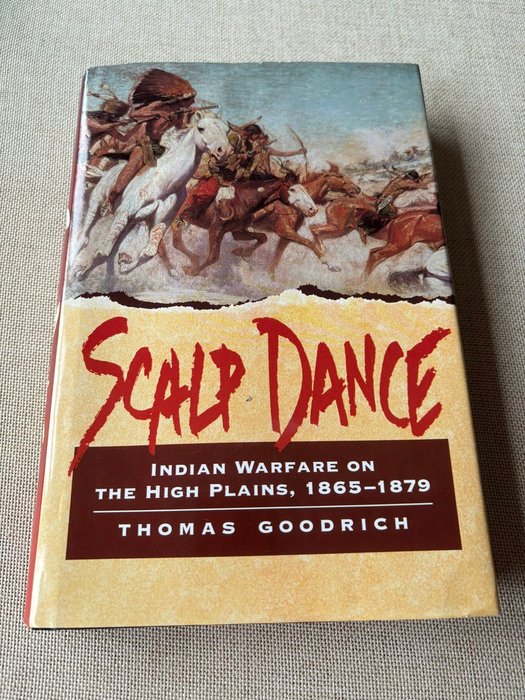 SCALP DANCE
INDIAN WARFARE ON
THE HIGH PLAINS, 1865–1879
THOMAS GOODRICH